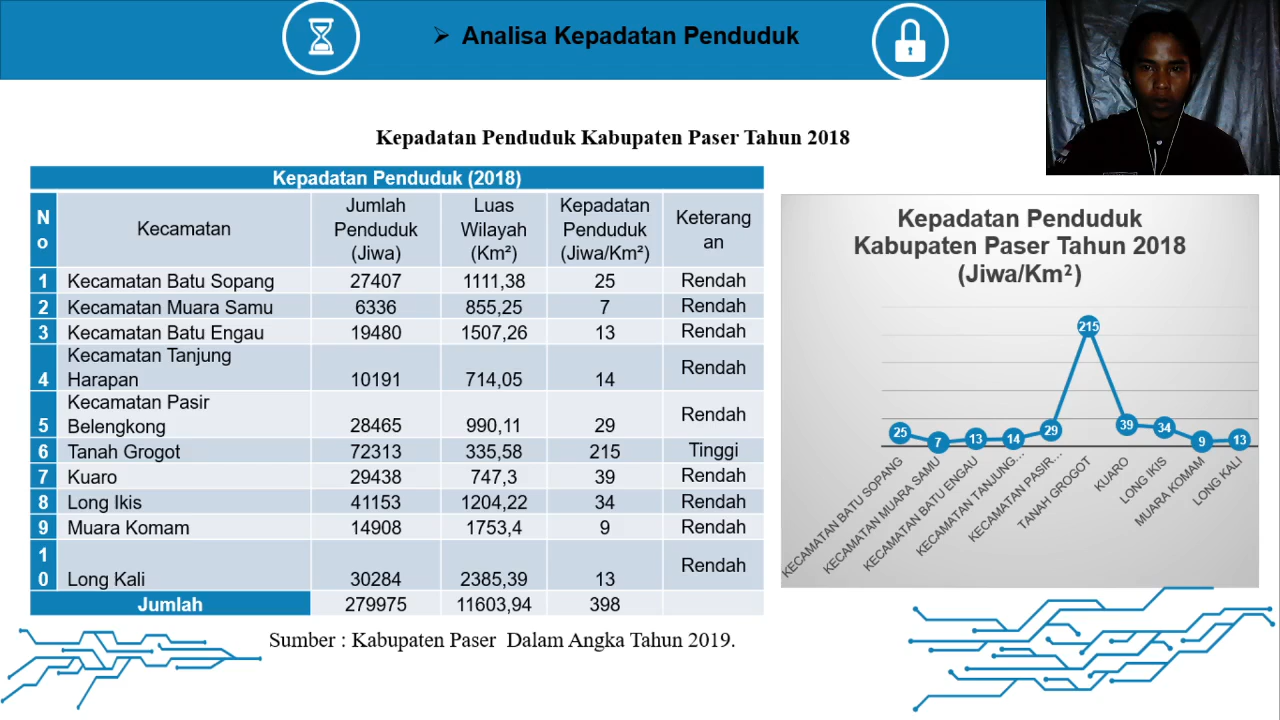 ➢ Analisa Kepadatan Penduduk
Kepadatan Penduduk Kabupaten Paser Tahun 2018
Kepadatan Penduduk (2018)
No Kecamatan Jumlah Penduduk (Jiwa) Luas Wilayah (Km²) Kepadatan Penduduk (Jiwa/Km²) Keterangan
1 Kecamatan Batu Sopang 27407 1111,38 25 Rendah
2 Kecamatan Muara Samu 6336 855,25 7 Rendah
3 Kecamatan Batu Engau 19480 1507,26 13 Rendah
4 Kecamatan Tanjung Harapan 10191 714,05 14 Rendah
5 Kecamatan Pasir Belengkong 28465 990,11 29 Rendah
6 Tanah Grogot 72313 335,58 215 Tinggi
7 Kuaro 29438 747,3 39 Rendah
8 Long Ikis 41153 1204,22 34 Rendah
9 Muara Komam 14908 1753,4 9 Rendah
10 Long Kali 30284 2385,39 13 Rendah
Jumlah 279975 11603,94 398
Sumber : Kabupaten Paser Dalam Angka Tahun 2019.
Kepadatan Penduduk
Kabupaten Paser Tahun 2018
(Jiwa/Km²)
25 7 13 14 29 215 39 34 9 13
KECAMATAN BATU SOPANG
KECAMATAN MUARA SAMU
KECAMATAN BATU ENGAU
KECAMATAN TANJUNG...
KECAMATAN PASIR...
TANAH GROGOT
KUARO
LONG IKIS
MUARA KOMAM
LONG KALI